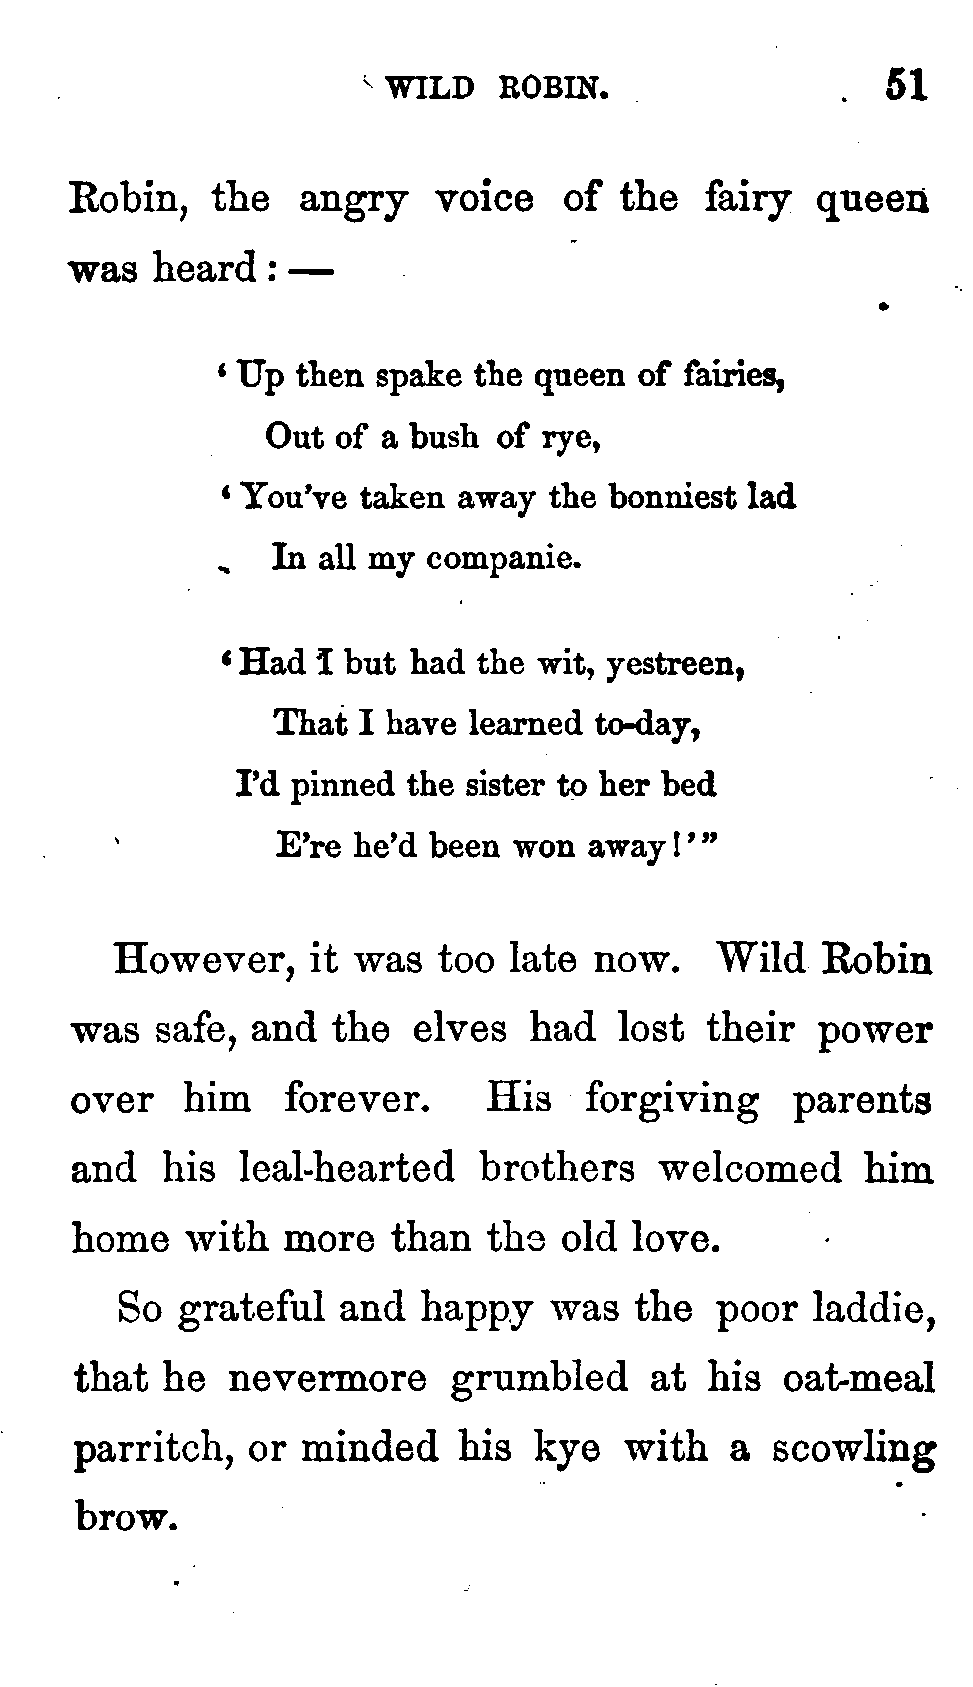 WILD ROBIN. 51
Robin, the angry voice of the fairy queen
was heard : —
‘ Up then spake the queen of fairies,
Out of a bush of rye,
‘ You’ve taken away the bonniest lad
In all my companie.
‘ Had I but had the wit, yestreen,
That I have learned to-day,
I’d pinned the sister to her bed
E’re he’d been won away ! ’ ”
However, it was too late now. Wild Robin
was safe, and the elves had lost their power
over him forever. His forgiving parents
and his leal-hearted brothers welcomed him
home with more than the old love.
So grateful and happy was the poor laddie,
that he nevermore grumbled at his oat-meal
parritch, or minded his kye with a scowling
brow.